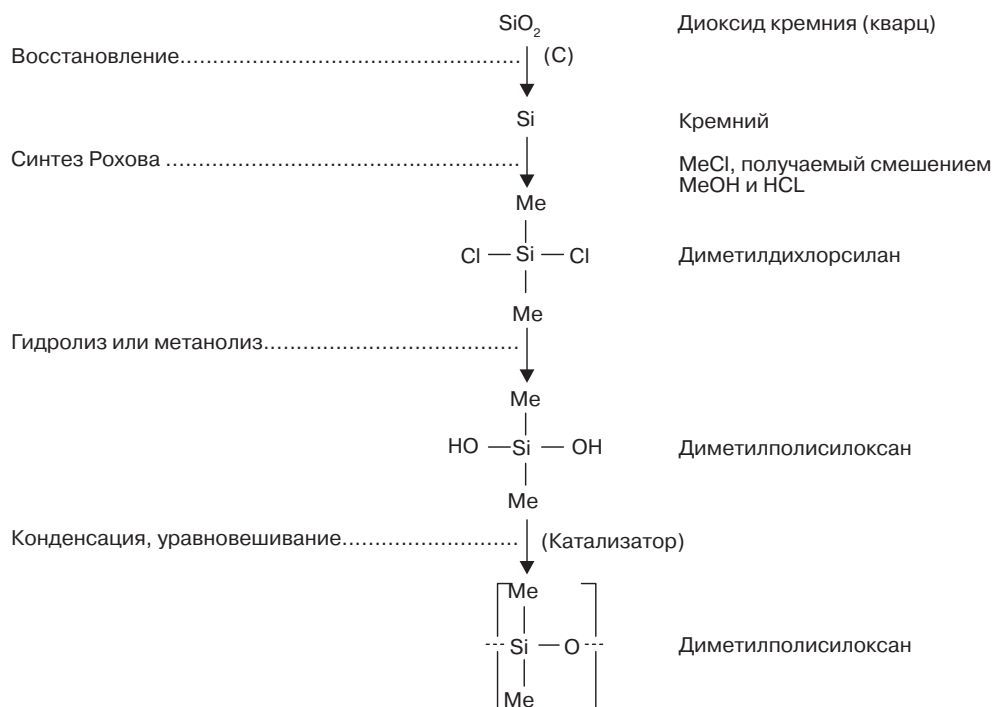 SiO2 Диоксид кремния (кварц)
Восстановление........................................................ (C)
Si Кремний
Синтез Рохова ........................................................ MeCl, получаемый смешением
MeOH и HCL
Me
Cl — Si — Cl Диметилдихлорсилан
Me
Гидролиз или метанолиз........................................
Me
HO — Si — OH Диметилполисилоксан
Me
Конденсация, уравновешивание........................... (Катализатор)
Me
Si — O Диметилполисилоксан
Me